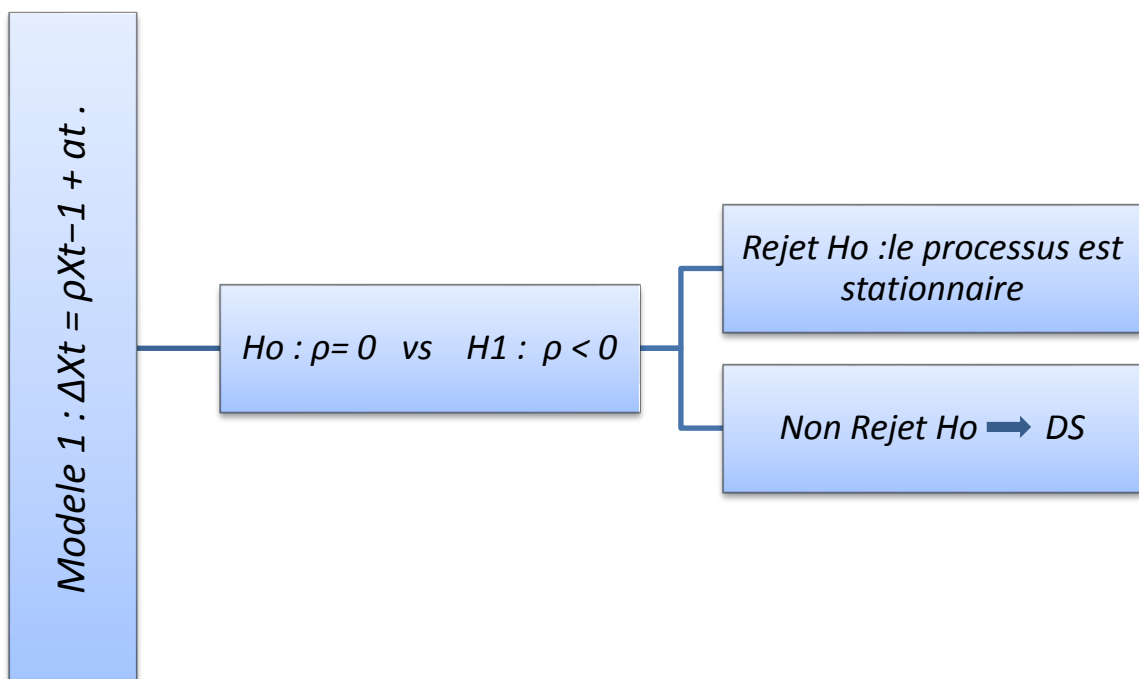 Modele 1 : ΔXt = ρXt−1 + at .
Ho : ρ= 0 vs H1 : ρ < 0
Rejet Ho :le processus est
stationnaire
Non Rejet Ho ➡ DS